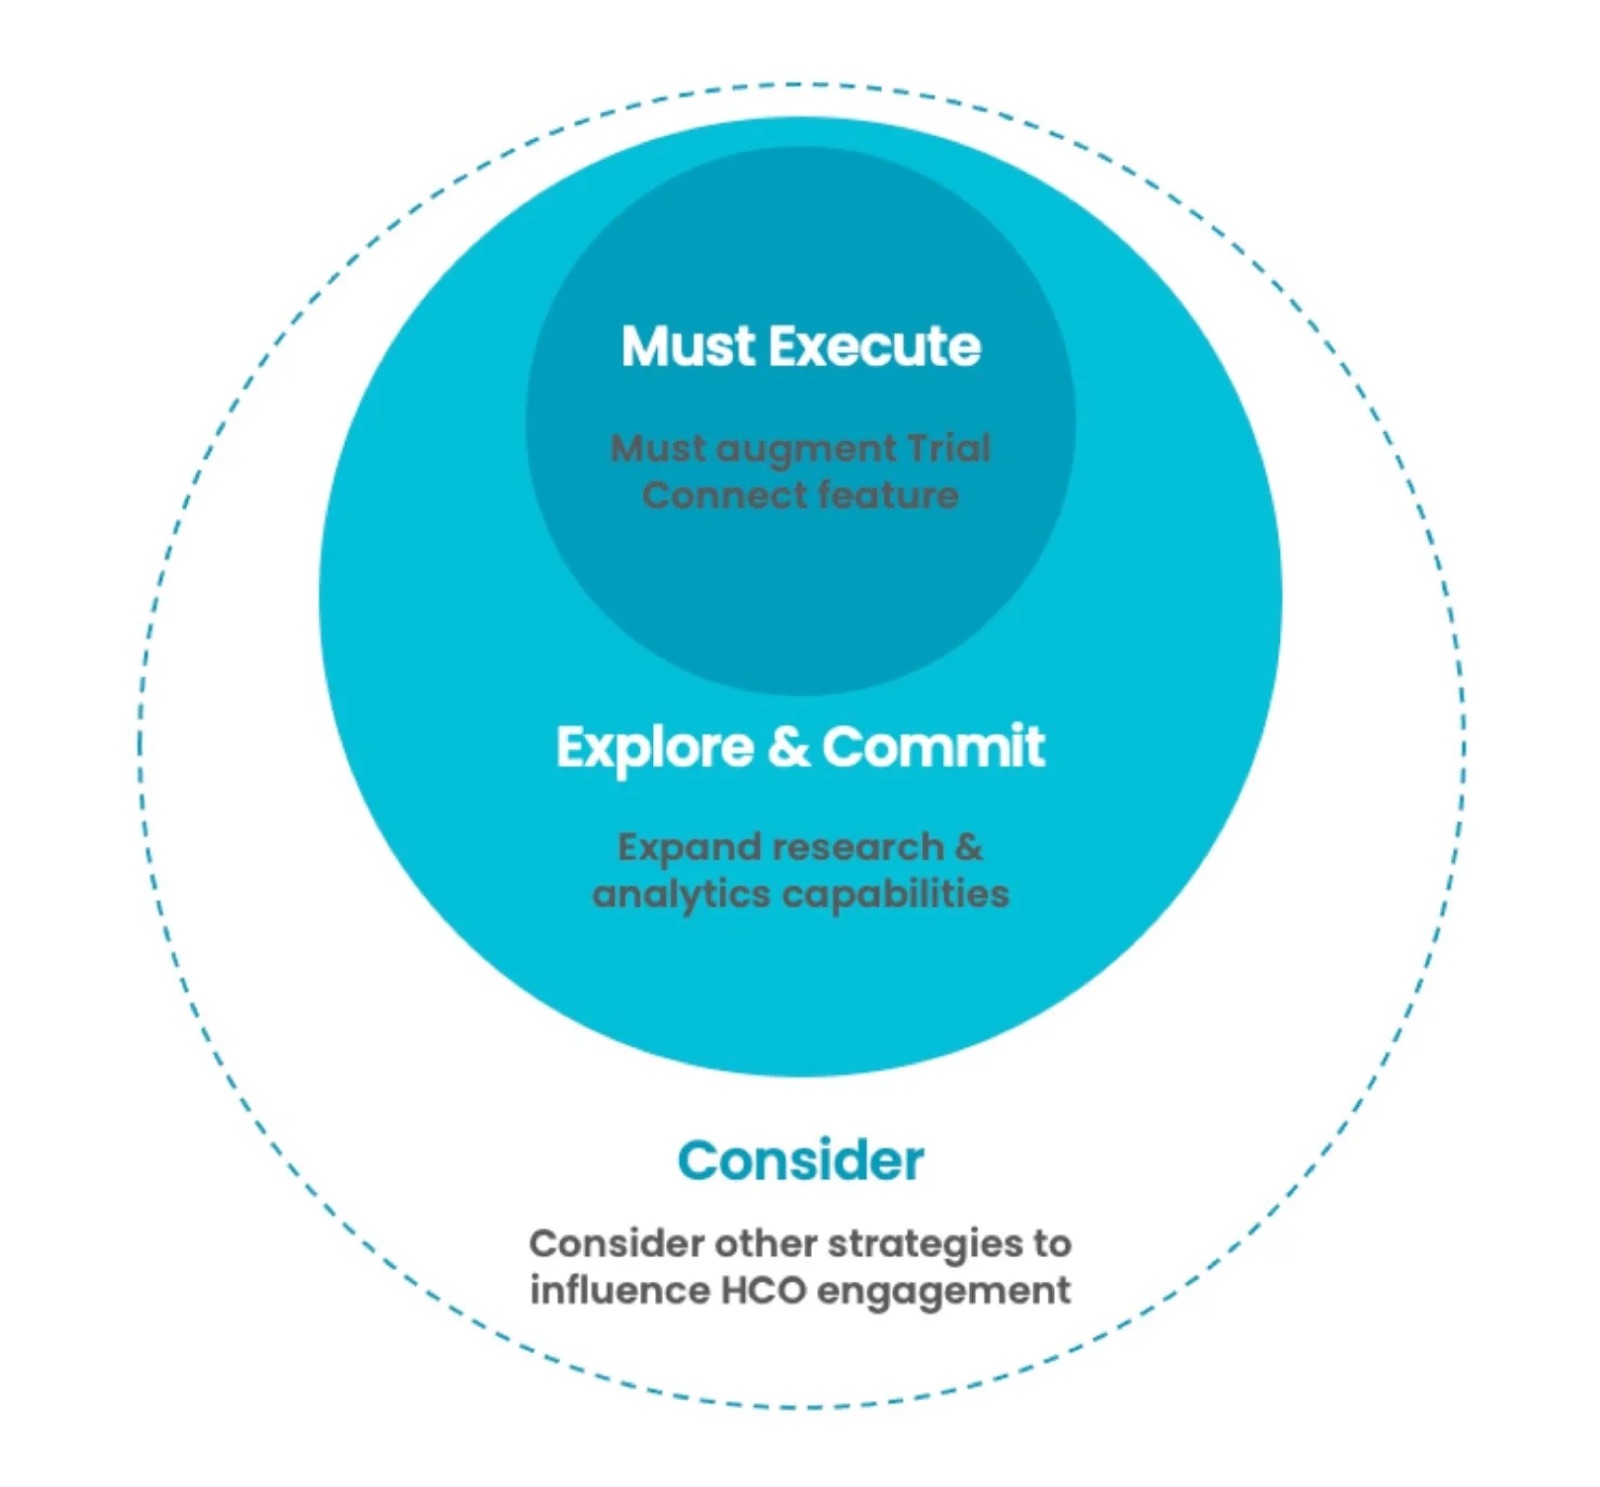 Must Execute
Must augment Trial
Connect feature
Explore & Commit
Expand research &
analytics capabilities
Consider
Consider other strategies to
influence HCO engagement